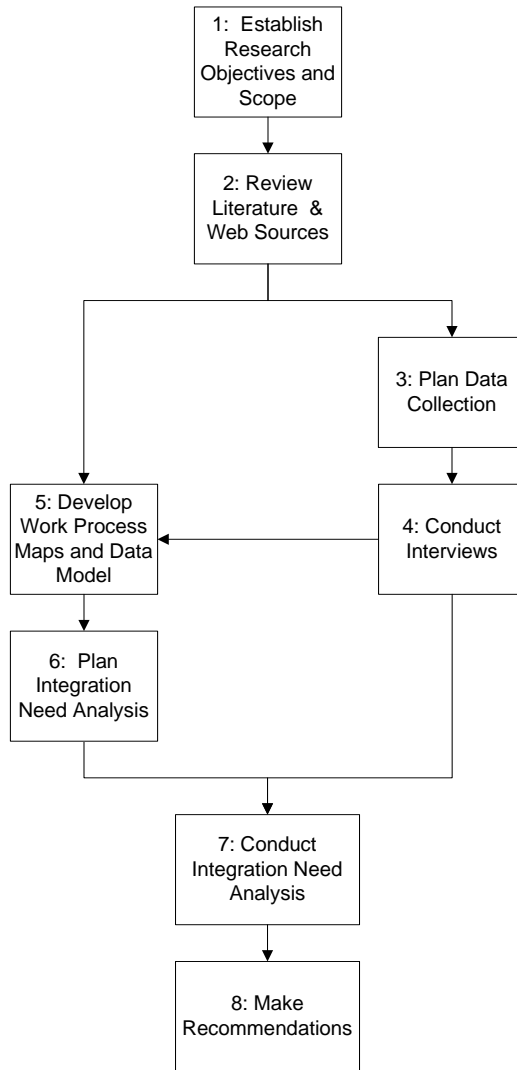 1: Establish
Research
Objectives and
Scope
2: Review
Literature &
Web Sources
3: Plan Data
Collection
5: Develop
Work Process
Maps and Data
Model
4: Conduct
Interviews
6: Plan
Integration
Need Analysis
7: Conduct
Integration Need
Analysis
8: Make
Recommendations